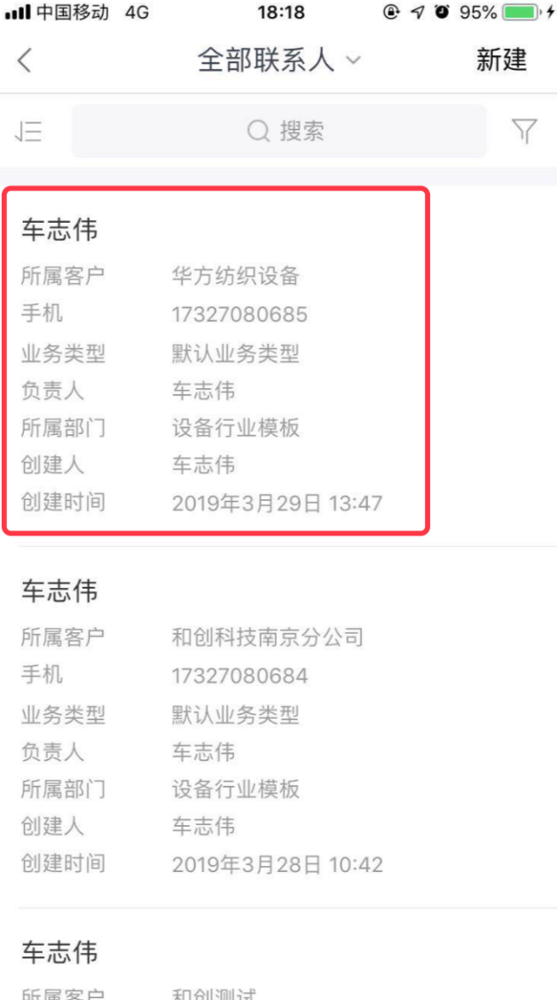 中国移动 4G 18:18 95%
全部联系人 新建
搜索
车志伟
所属客户 华方纺织设备
手机 17327080685
业务类型 默认业务类型
负责人 车志伟
所属部门 设备行业模板
创建人 车志伟
创建时间 2019年3月29日 13:47
车志伟
所属客户 和创科技南京分公司
手机 17327080684
业务类型 默认业务类型
负责人 车志伟
所属部门 设备行业模板
创建人 车志伟
创建时间 2019年3月28日 10:42
车志伟
所属客户 和创测试